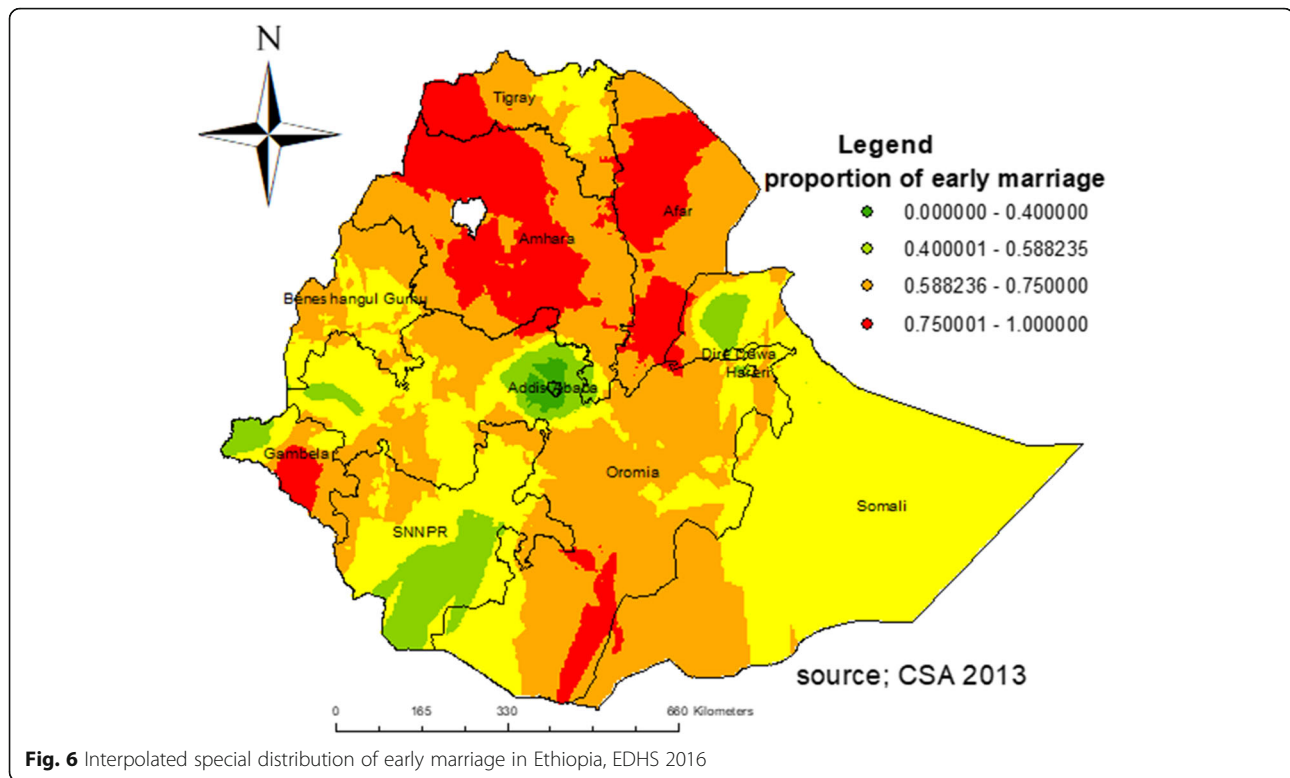 N
Tigray
Afar
Amhara
Beneshangul Gumu
Dire Dawa
Hareri
Addis Ababa
Gambela
Oromia
Somali
SNNPR
Legend
proportion of early marriage
0.000000 - 0.400000
0.400001 - 0.588235
0.588236 - 0.750000
0.750001 - 1.000000
source; CSA 2013
0 165 330 660 Kilometers
Fig. 6 Interpolated special distribution of early marriage in Ethiopia, EDHS 2016